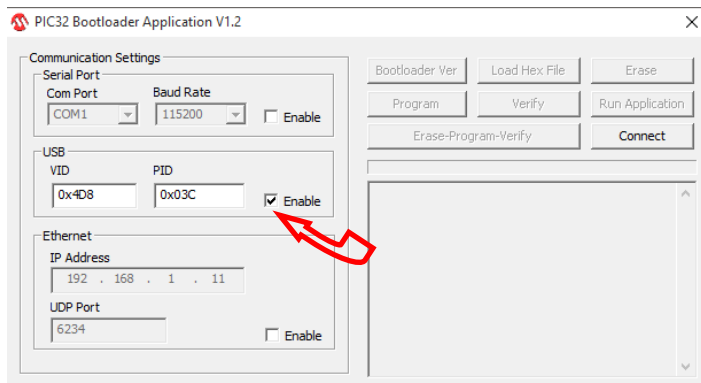 PIC32 Bootloader Application V1.2
Communication Settings
Serial Port
Com Port Baud Rate
COM1 115200 Enable
USB
VID PID
0x4D8 0x03C Enable
Ethernet
IP Address
192 . 168 . 1 . 11
UDP Port
6234 Enable
Bootloader Ver Load Hex File Erase
Program Verify Run Application
Erase-Program-Verify Connect